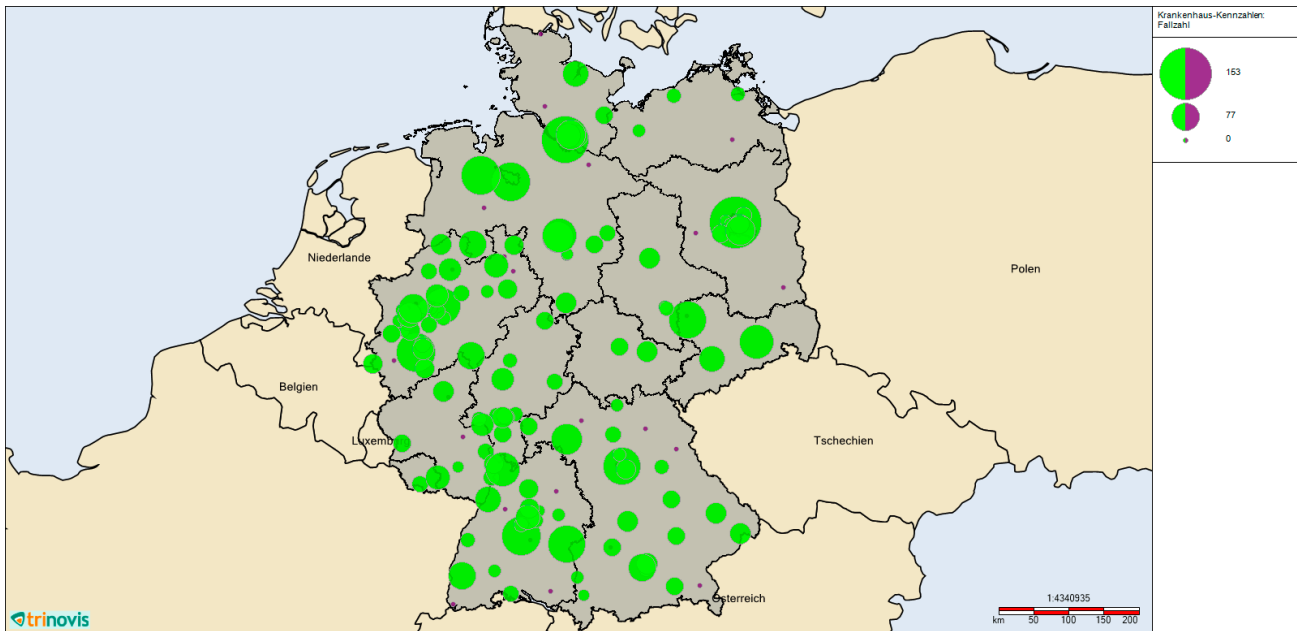 Krankenhaus-Kennzahlen:
Fallzahl
153
77
0
Niederlande
Polen
Belgien
Luxemburg
Tschechien
Österreich
trinovis
1:4340935
km 50 100 150 200